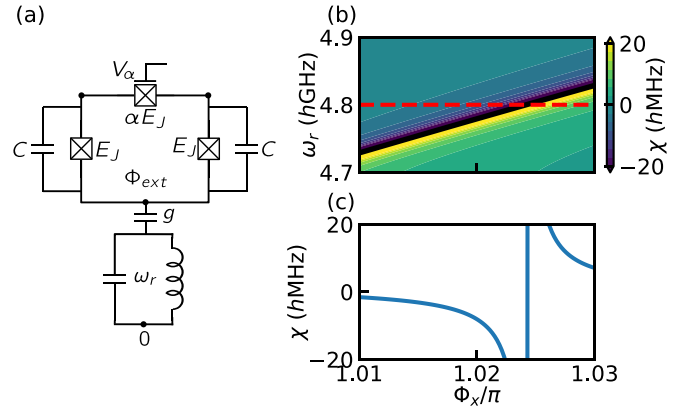 (a)
V_α
αE_J
C
E_J
E_J
C
Φ_ext
g
ω_r
0
(b)
4.9
4.8
4.7
ω_r (hGHz)
20
0
−20
χ (hMHz)
(c)
20
0
−20
χ (hMHz)
1.01
1.02
1.03
Φ_x/π